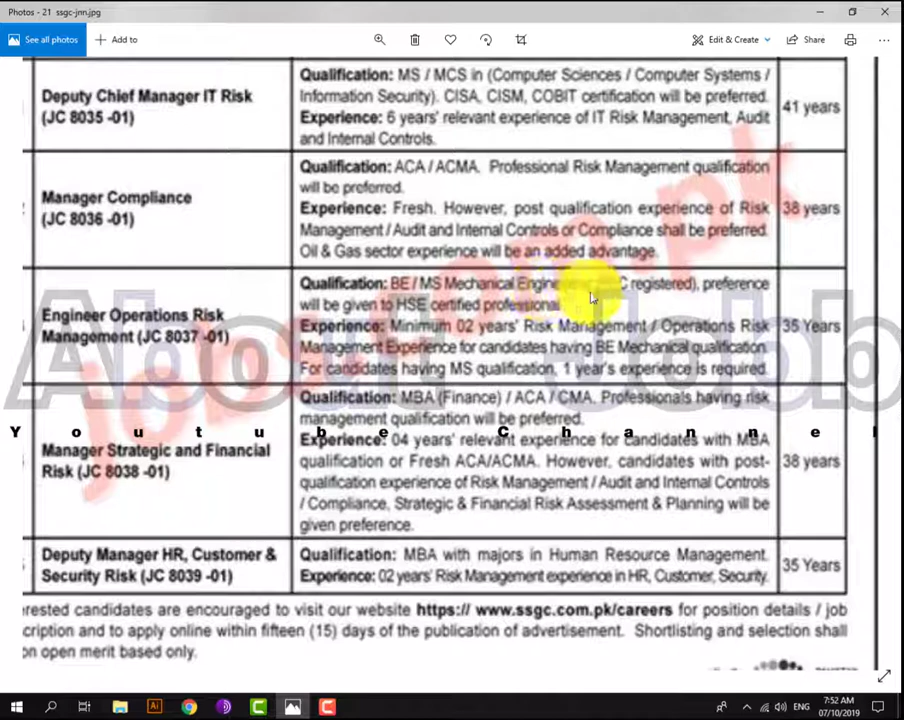 Photos - 21 ssgc-jnn.jpg
See all photos
Add to
Edit & Create
Share
Deputy Chief Manager IT Risk
(JC 8035 -01)
Qualification: MS / MCS in (Computer Sciences / Computer Systems /
Information Security). CISA, CISM, COBIT certification will be preferred.
Experience: 6 years' relevant experience of IT Risk Management, Audit
and Internal Controls.
41 years
Manager Compliance
(JC 8036 -01)
Qualification: ACA / ACMA. Professional Risk Management qualification
will be preferred.
Experience: Fresh. However, post qualification experience of Risk
Management / Audit and Internal Controls or Compliance shall be preferred.
Oil & Gas sector experience will be an added advantage.
38 years
Engineer Operations Risk
Management (JC 8037 -01)
Qualification: BE / MS Mechanical registered), preference
will be given to HSE certified professional
Experience: Minimum 02 years' Risk Management / Operations Risk
Management Experience for candidates having BE Mechanical qualification.
For candidates having MS qualification, 1 year's experience is required.
35 Years
Manager Strategic and Financial
Risk (JC 8038 -01)
Qualification: MBA (Finance) / ACA / CMA. Professionals having risk
management qualification will be preferred.
Experience: 04 years' relevant experience for candidates with MBA
qualification or Fresh ACA/ACMA. However, candidates with post-
qualification experience of Risk Management / Audit and Internal Controls
/ Compliance, Strategic & Financial Risk Assessment & Planning will be
given preference.
38 years
Deputy Manager HR, Customer &
Security Risk (JC 8039 -01)
Qualification: MBA with majors in Human Resource Management.
Experience: 02 years' Risk Management experience in HR, Customer, Security.
35 Years
erested candidates are encouraged to visit our website https:// www.ssgc.com.pk/careers for position details / job
cription and to apply online within fifteen (15) days of the publication of advertisement. Shortlisting and selection shall
on open merit based only.
Youtube Channel
ENG
7:52 AM
07/10/2019